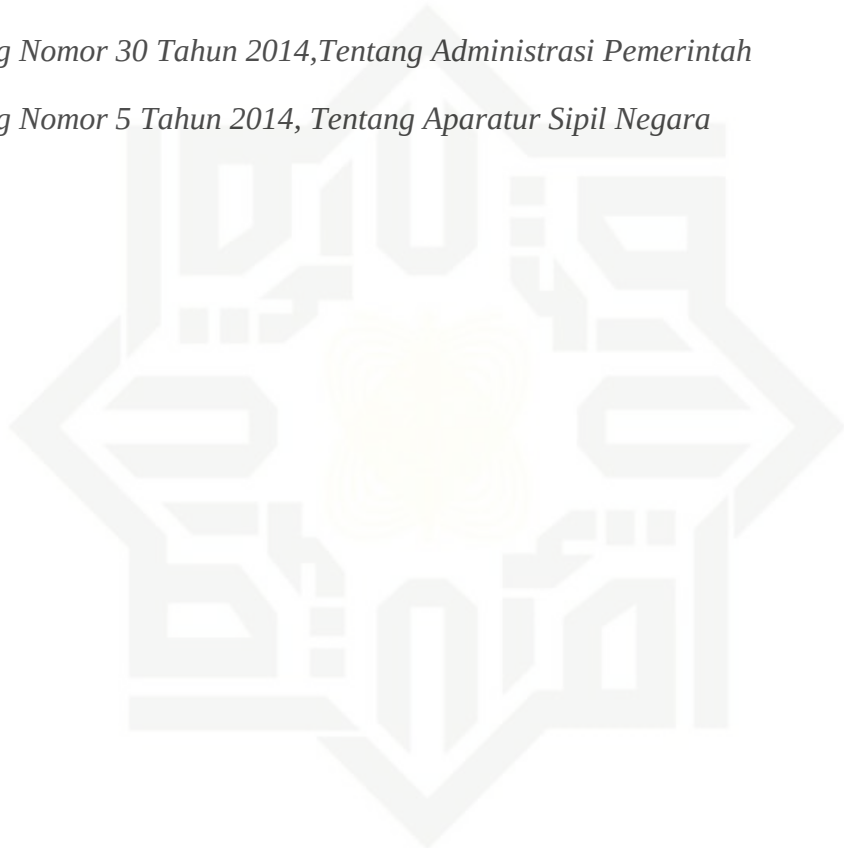 g Nomor 30 Tahun 2014,Tentang Administrasi Pemerintah
g Nomor 5 Tahun 2014, Tentang Aparatur Sipil Negara